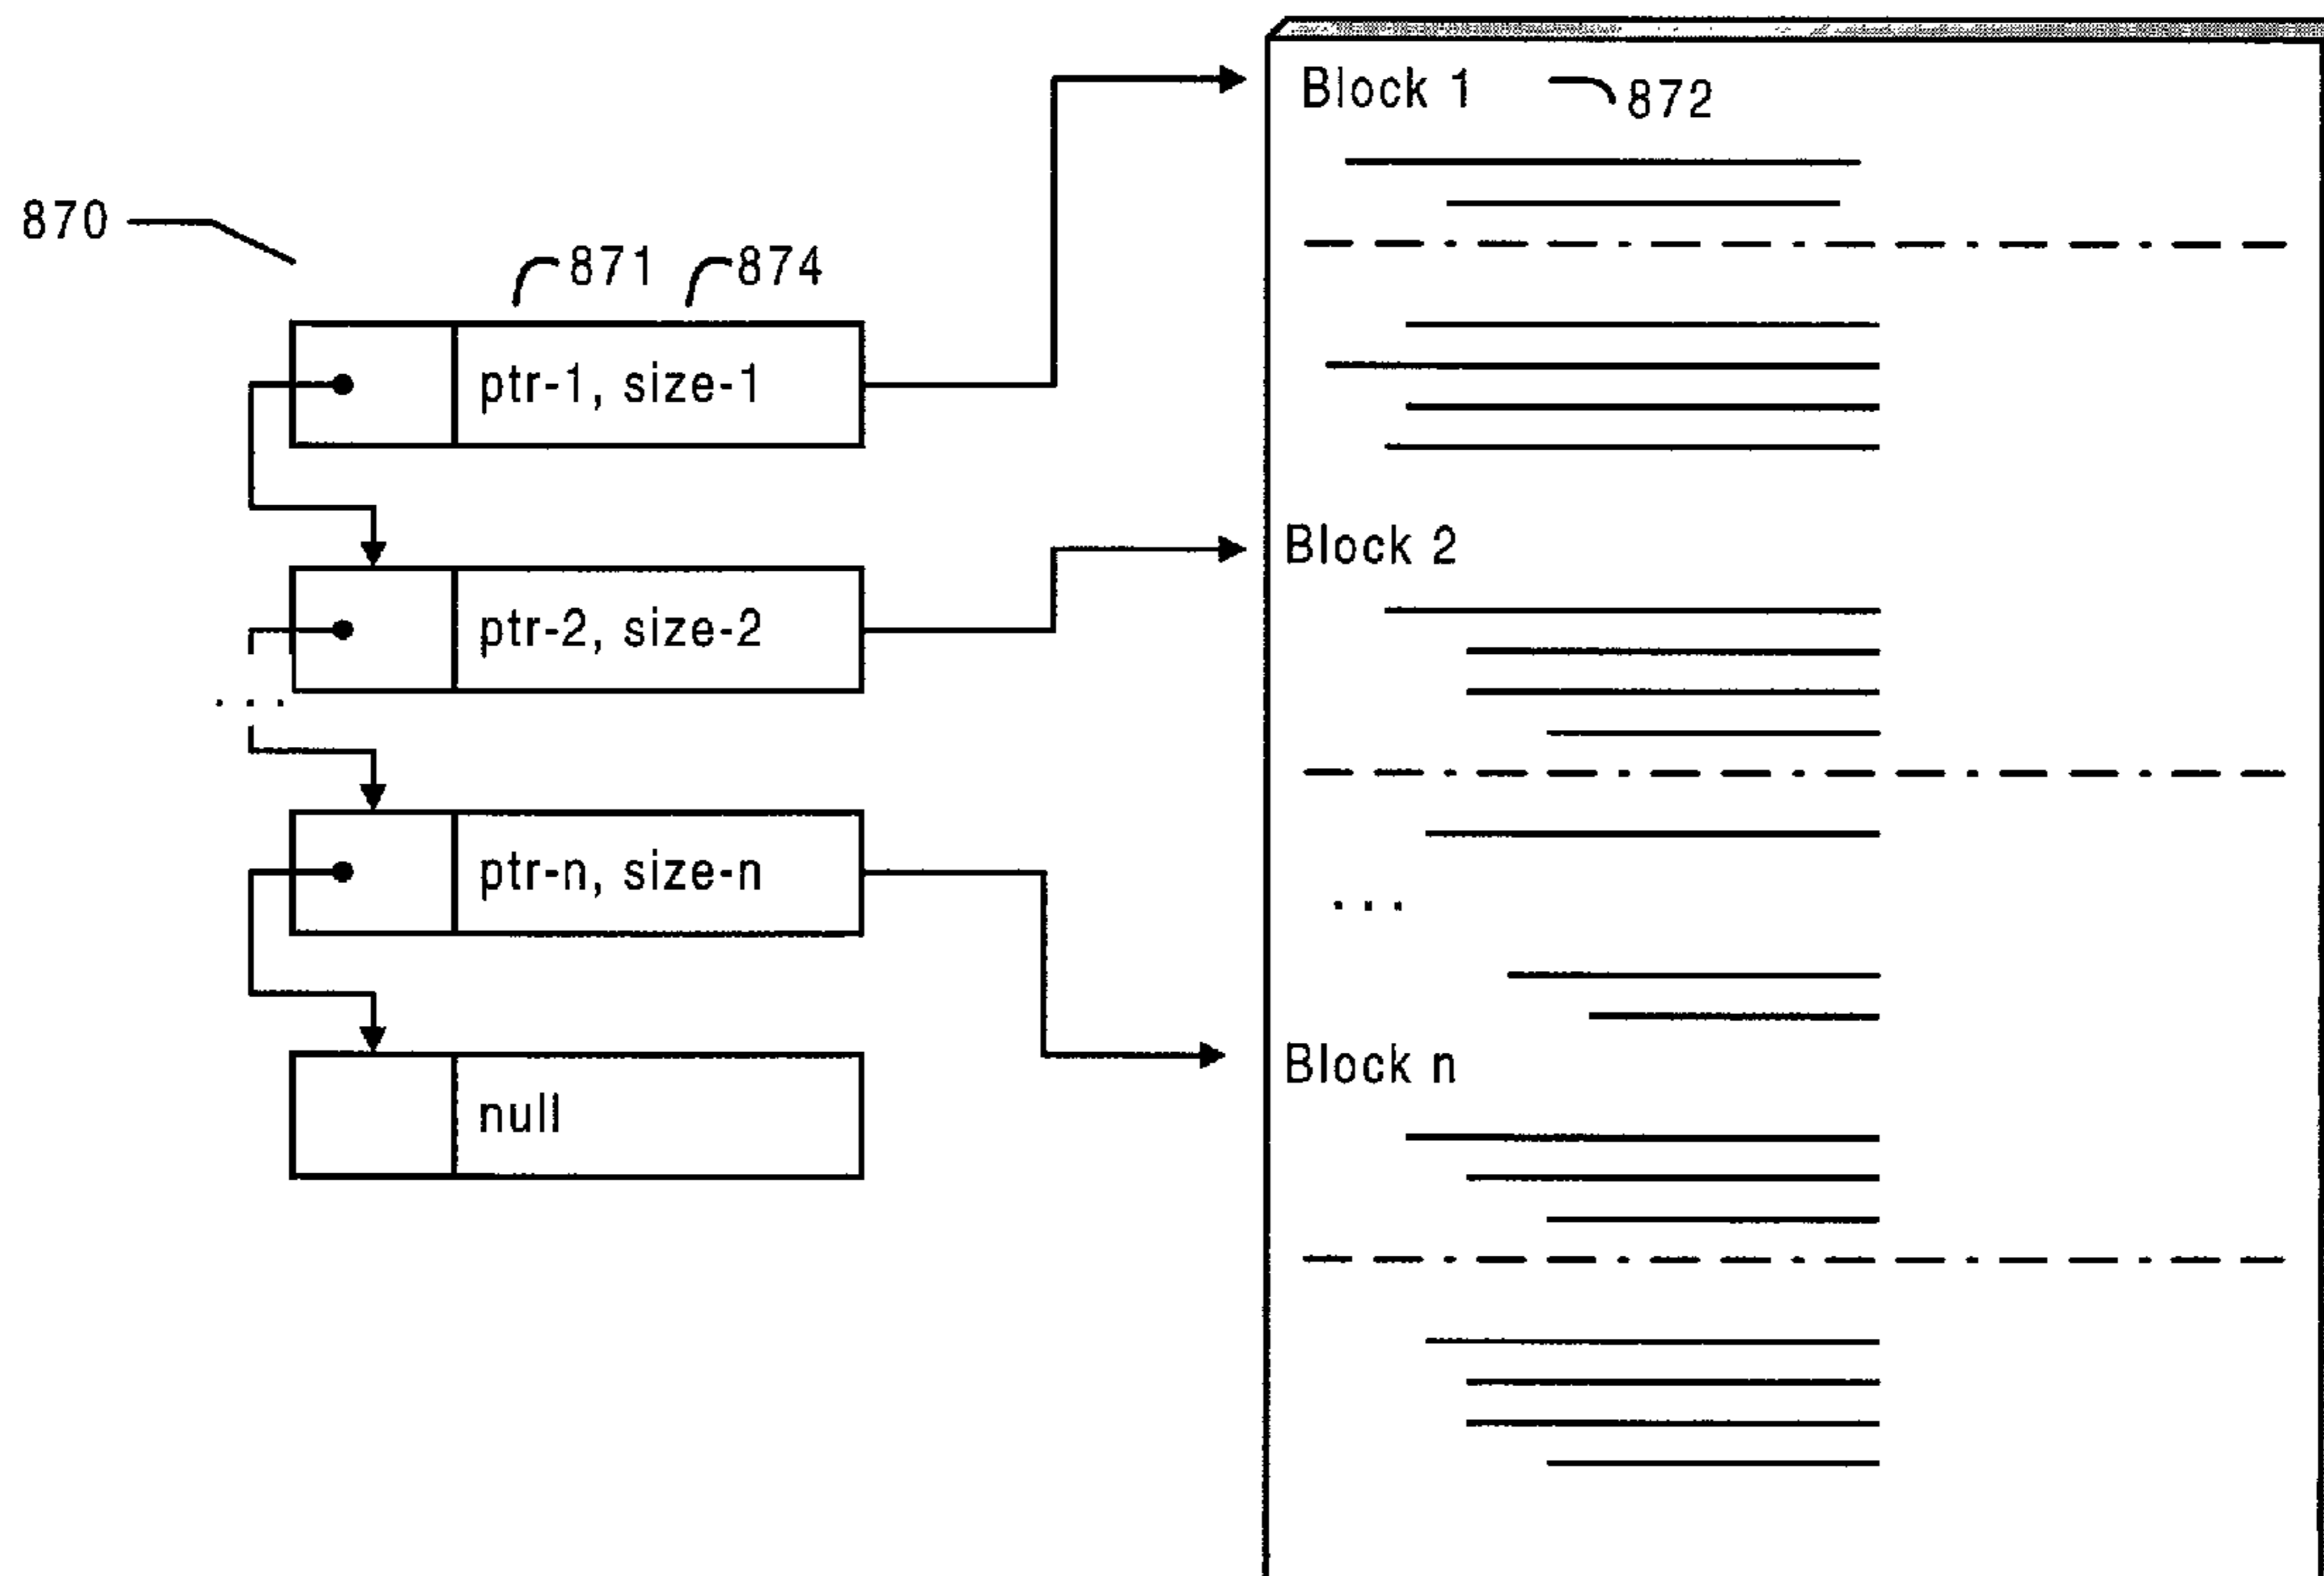 870
871 874
ptr-1, size-1
ptr-2, size-2
. . .
ptr-n, size-n
null
Block 1 872
Block 2
. . .
Block n